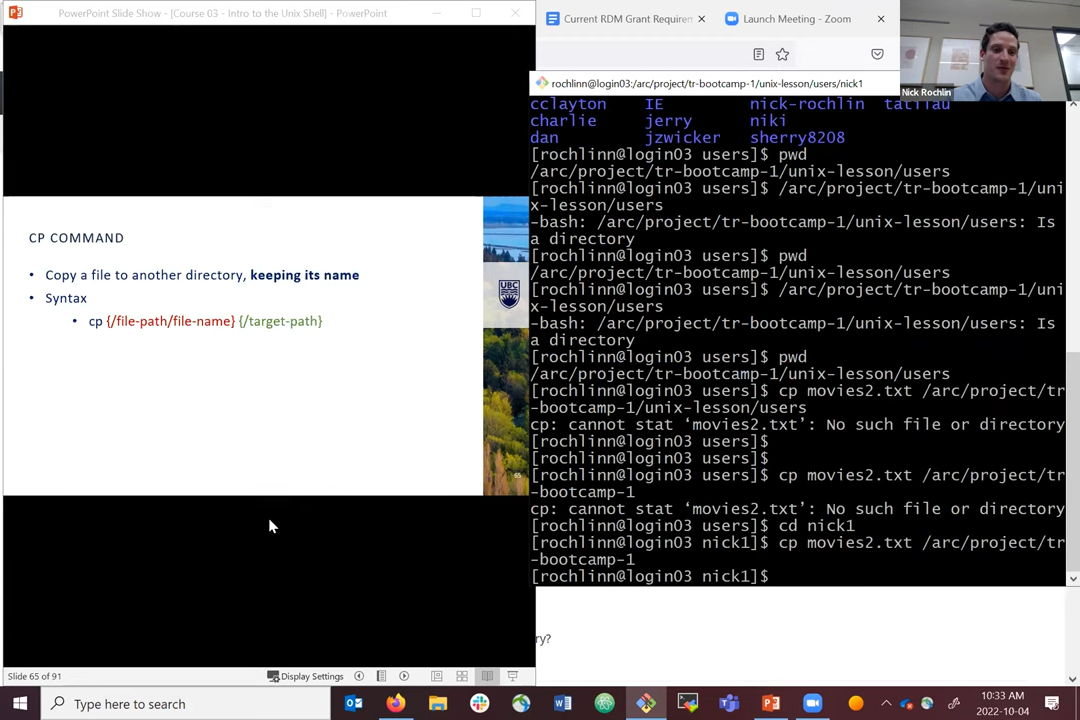 PowerPoint Slide Show - [Course 03 - Intro to the Unix Shell] - PowerPoint
Current RDM Grant Requiren
Launch Meeting - Zoom
Nick Rochlin
rochlinn@login03:/arc/project/tr-bootcamp-1/unix-lesson/users/nick1
cclayton IE nick-rochlin
charlie jerry niki
dan jzwicker sherry8208
[rochlinn@login03 users]$ pwd
/arc/project/tr-bootcamp-1/unix-lesson/users
[rochlinn@login03 users]$ /arc/project/tr-bootcamp-1/uni
x-lesson/users
-bash: /arc/project/tr-bootcamp-1/unix-lesson/users: Is
a directory
[rochlinn@login03 users]$ pwd
/arc/project/tr-bootcamp-1/unix-lesson/users
[rochlinn@login03 users]$ /arc/project/tr-bootcamp-1/uni
x-lesson/users
-bash: /arc/project/tr-bootcamp-1/unix-lesson/users: Is
a directory
[rochlinn@login03 users]$ pwd
/arc/project/tr-bootcamp-1/unix-lesson/users
[rochlinn@login03 users]$ cp movies2.txt /arc/project/tr
-bootcamp-1/unix-lesson/users
cp: cannot stat ‘movies2.txt’: No such file or directory
[rochlinn@login03 users]$
[rochlinn@login03 users]$
[rochlinn@login03 users]$ cp movies2.txt /arc/project/tr
-bootcamp-1
cp: cannot stat ‘movies2.txt’: No such file or directory
[rochlinn@login03 users]$ cd nick1
[rochlinn@login03 nick1]$ cp movies2.txt /arc/project/tr
-bootcamp-1
[rochlinn@login03 nick1]$
CP COMMAND
• Copy a file to another directory, keeping its name
• Syntax
• cp {/file-path/file-name} {/target-path}
UBC
65
ry?
Slide 65 of 91
Display Settings
Type here to search
10:33 AM
2022-10-04